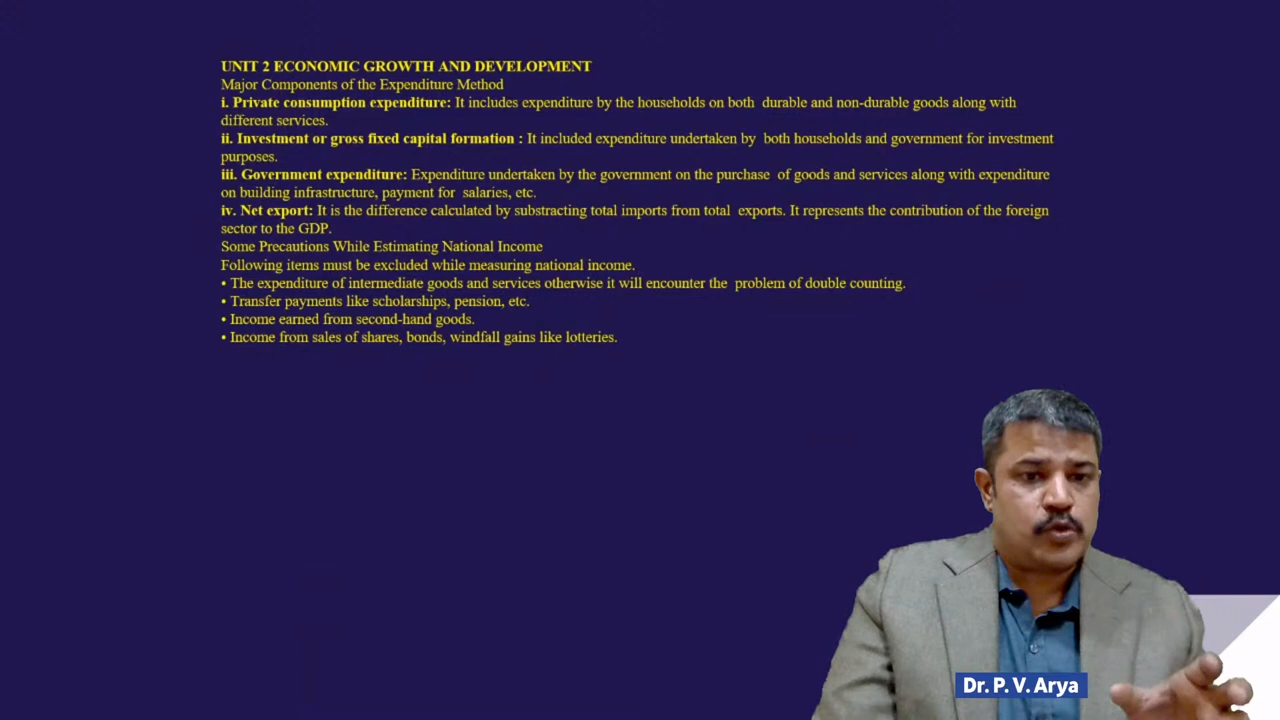 UNIT 2 ECONOMIC GROWTH AND DEVELOPMENT
Major Components of the Expenditure Method
i. Private consumption expenditure: It includes expenditure by the households on both durable and non-durable goods along with
different services.
ii. Investment or gross fixed capital formation : It included expenditure undertaken by both households and government for investment
purposes.
iii. Government expenditure: Expenditure undertaken by the government on the purchase of goods and services along with expenditure
on building infrastructure, payment for salaries, etc.
iv. Net export: It is the difference calculated by substracting total imports from total exports. It represents the contribution of the foreign
sector to the GDP.
Some Precautions While Estimating National Income
Following items must be excluded while measuring national income.
• The expenditure of intermediate goods and services otherwise it will encounter the problem of double counting.
• Transfer payments like scholarships, pension, etc.
• Income earned from second-hand goods.
• Income from sales of shares, bonds, windfall gains like lotteries.
Dr. P. V. Arya